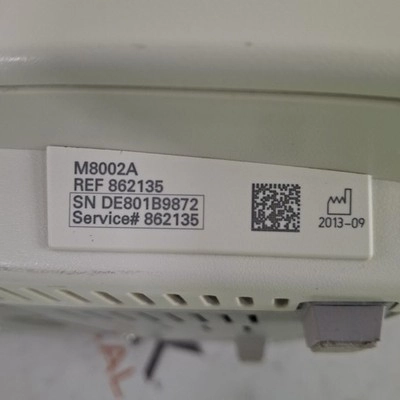 M8002A
REF 862135
SN DE801B9872
Service# 862135
2013-09